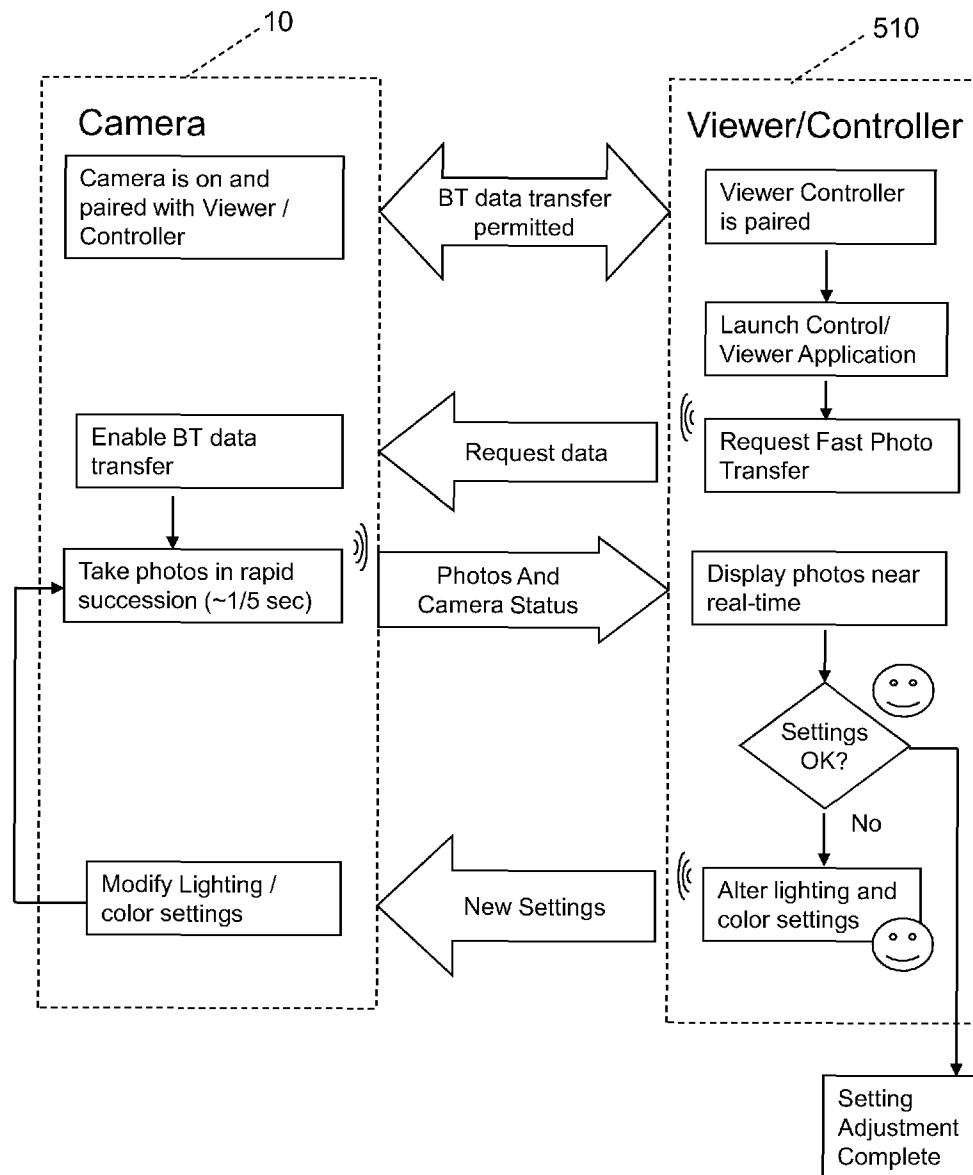 10
510
Camera
Viewer/Controller
Camera is on and
paired with Viewer /
Controller
BT data transfer
permitted
Viewer Controller
is paired
Launch Control/
Viewer Application
Enable BT data
transfer
Request data
Request Fast Photo
Transfer
Take photos in rapid
succession (~1/5 sec)
Photos And
Camera Status
Display photos near
real-time
Settings
OK?
No
Modify Lighting /
color settings
New Settings
Alter lighting and
color settings
Setting
Adjustment
Complete